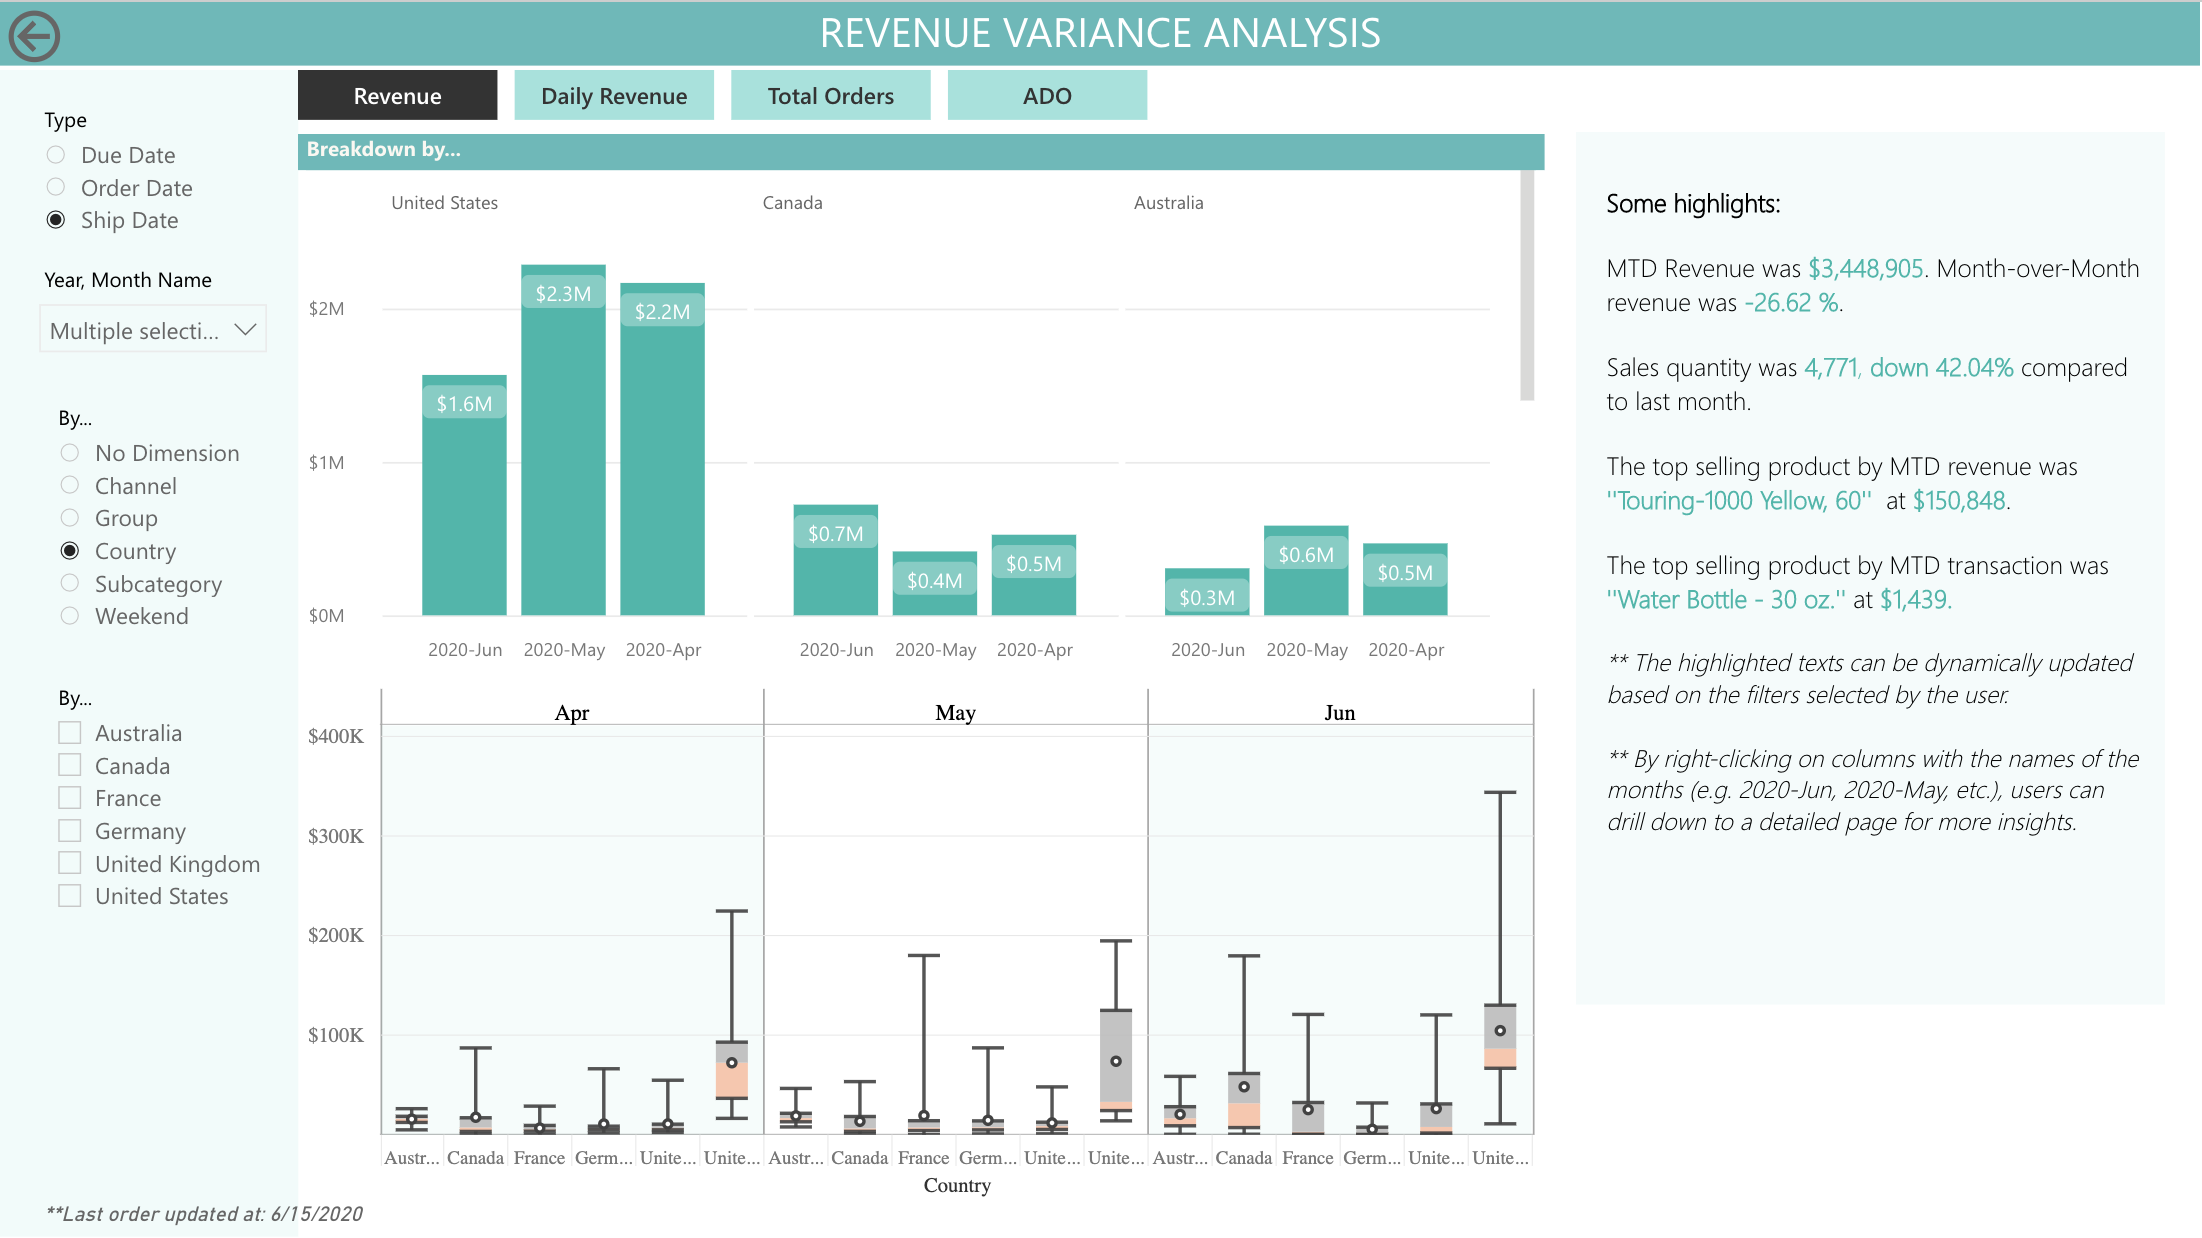 REVENUE VARIANCE ANALYSIS
Revenue
Daily Revenue
Total Orders
ADO
Type
Due Date
Order Date
Ship Date
Year, Month Name
Multiple selecti...
By...
No Dimension
Channel
Group
Country
Subcategory
Weekend
By...
Australia
Canada
France
Germany
United Kingdom
United States
**Last order updated at: 6/15/2020
Breakdown by...
United States Canada Australia
$2M
$1M
$0M
$1.6M $2.3M $2.2M $0.7M $0.4M $0.5M $0.3M $0.6M $0.5M
2020-Jun 2020-May 2020-Apr 2020-Jun 2020-May 2020-Apr 2020-Jun 2020-May 2020-Apr
Apr May Jun
$400K
$300K
$200K
$100K
Austr... Canada France Germ... Unite... Unite... Austr... Canada France Germ... Unite... Unite... Austr... Canada France Germ... Unite... Unite...
Country
Some highlights:
MTD Revenue was $3,448,905. Month-over-Month
revenue was -26.62 %.
Sales quantity was 4,771, down 42.04% compared
to last month.
The top selling product by MTD revenue was
"Touring-1000 Yellow, 60" at $150,848.
The top selling product by MTD transaction was
"Water Bottle - 30 oz." at $1,439.
** The highlighted texts can be dynamically updated
based on the filters selected by the user.
** By right-clicking on columns with the names of the
months (e.g. 2020-Jun, 2020-May, etc.), users can
drill down to a detailed page for more insights.